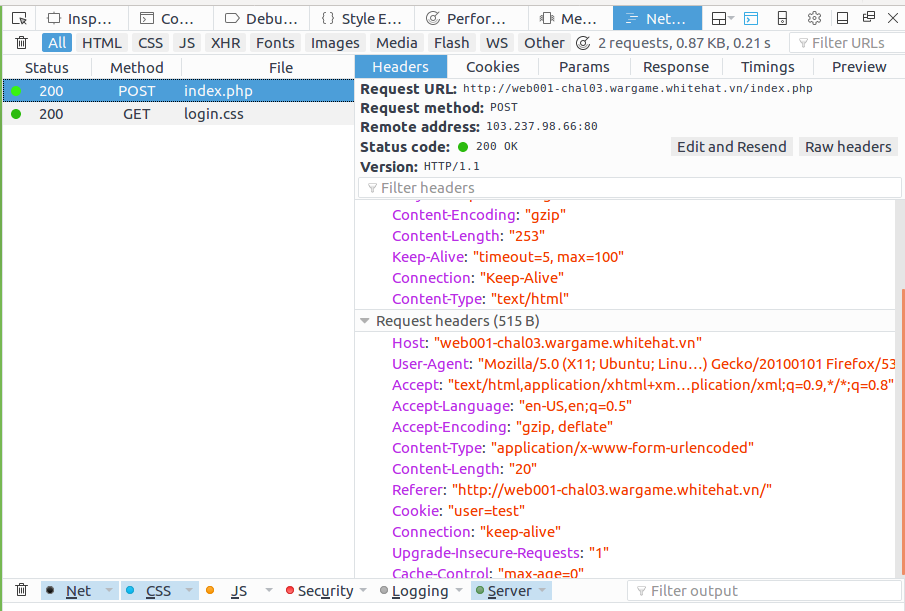 Insp... Co... Debu... { } Style E... Perfor... Me... Net...
All HTML CSS JS XHR Fonts Images Media Flash WS Other 2 requests, 0.87 KB, 0.21 s Filter URLs
Status Method File
200 POST index.php
200 GET login.css
Headers Cookies Params Response Timings Preview
Request URL: http://web001-chal03.wargame.whitehat.vn/index.php
Request method: POST
Remote address: 103.237.98.66:80
Status code: 200 OK Edit and Resend Raw headers
Version: HTTP/1.1
Filter headers
Content-Encoding: "gzip"
Content-Length: "253"
Keep-Alive: "timeout=5, max=100"
Connection: "Keep-Alive"
Content-Type: "text/html"
Request headers (515 B)
Host: "web001-chal03.wargame.whitehat.vn"
User-Agent: "Mozilla/5.0 (X11; Ubuntu; Linu…) Gecko/20100101 Firefox/53
Accept: "text/html,application/xhtml+xm…plication/xml;q=0.9,*/*;q=0.8"
Accept-Language: "en-US,en;q=0.5"
Accept-Encoding: "gzip, deflate"
Content-Type: "application/x-www-form-urlencoded"
Content-Length: "20"
Referer: "http://web001-chal03.wargame.whitehat.vn/"
Cookie: "user=test"
Connection: "keep-alive"
Upgrade-Insecure-Requests: "1"
Cache-Control: "max-age=0"
Net CSS JS Security Logging Server Filter output